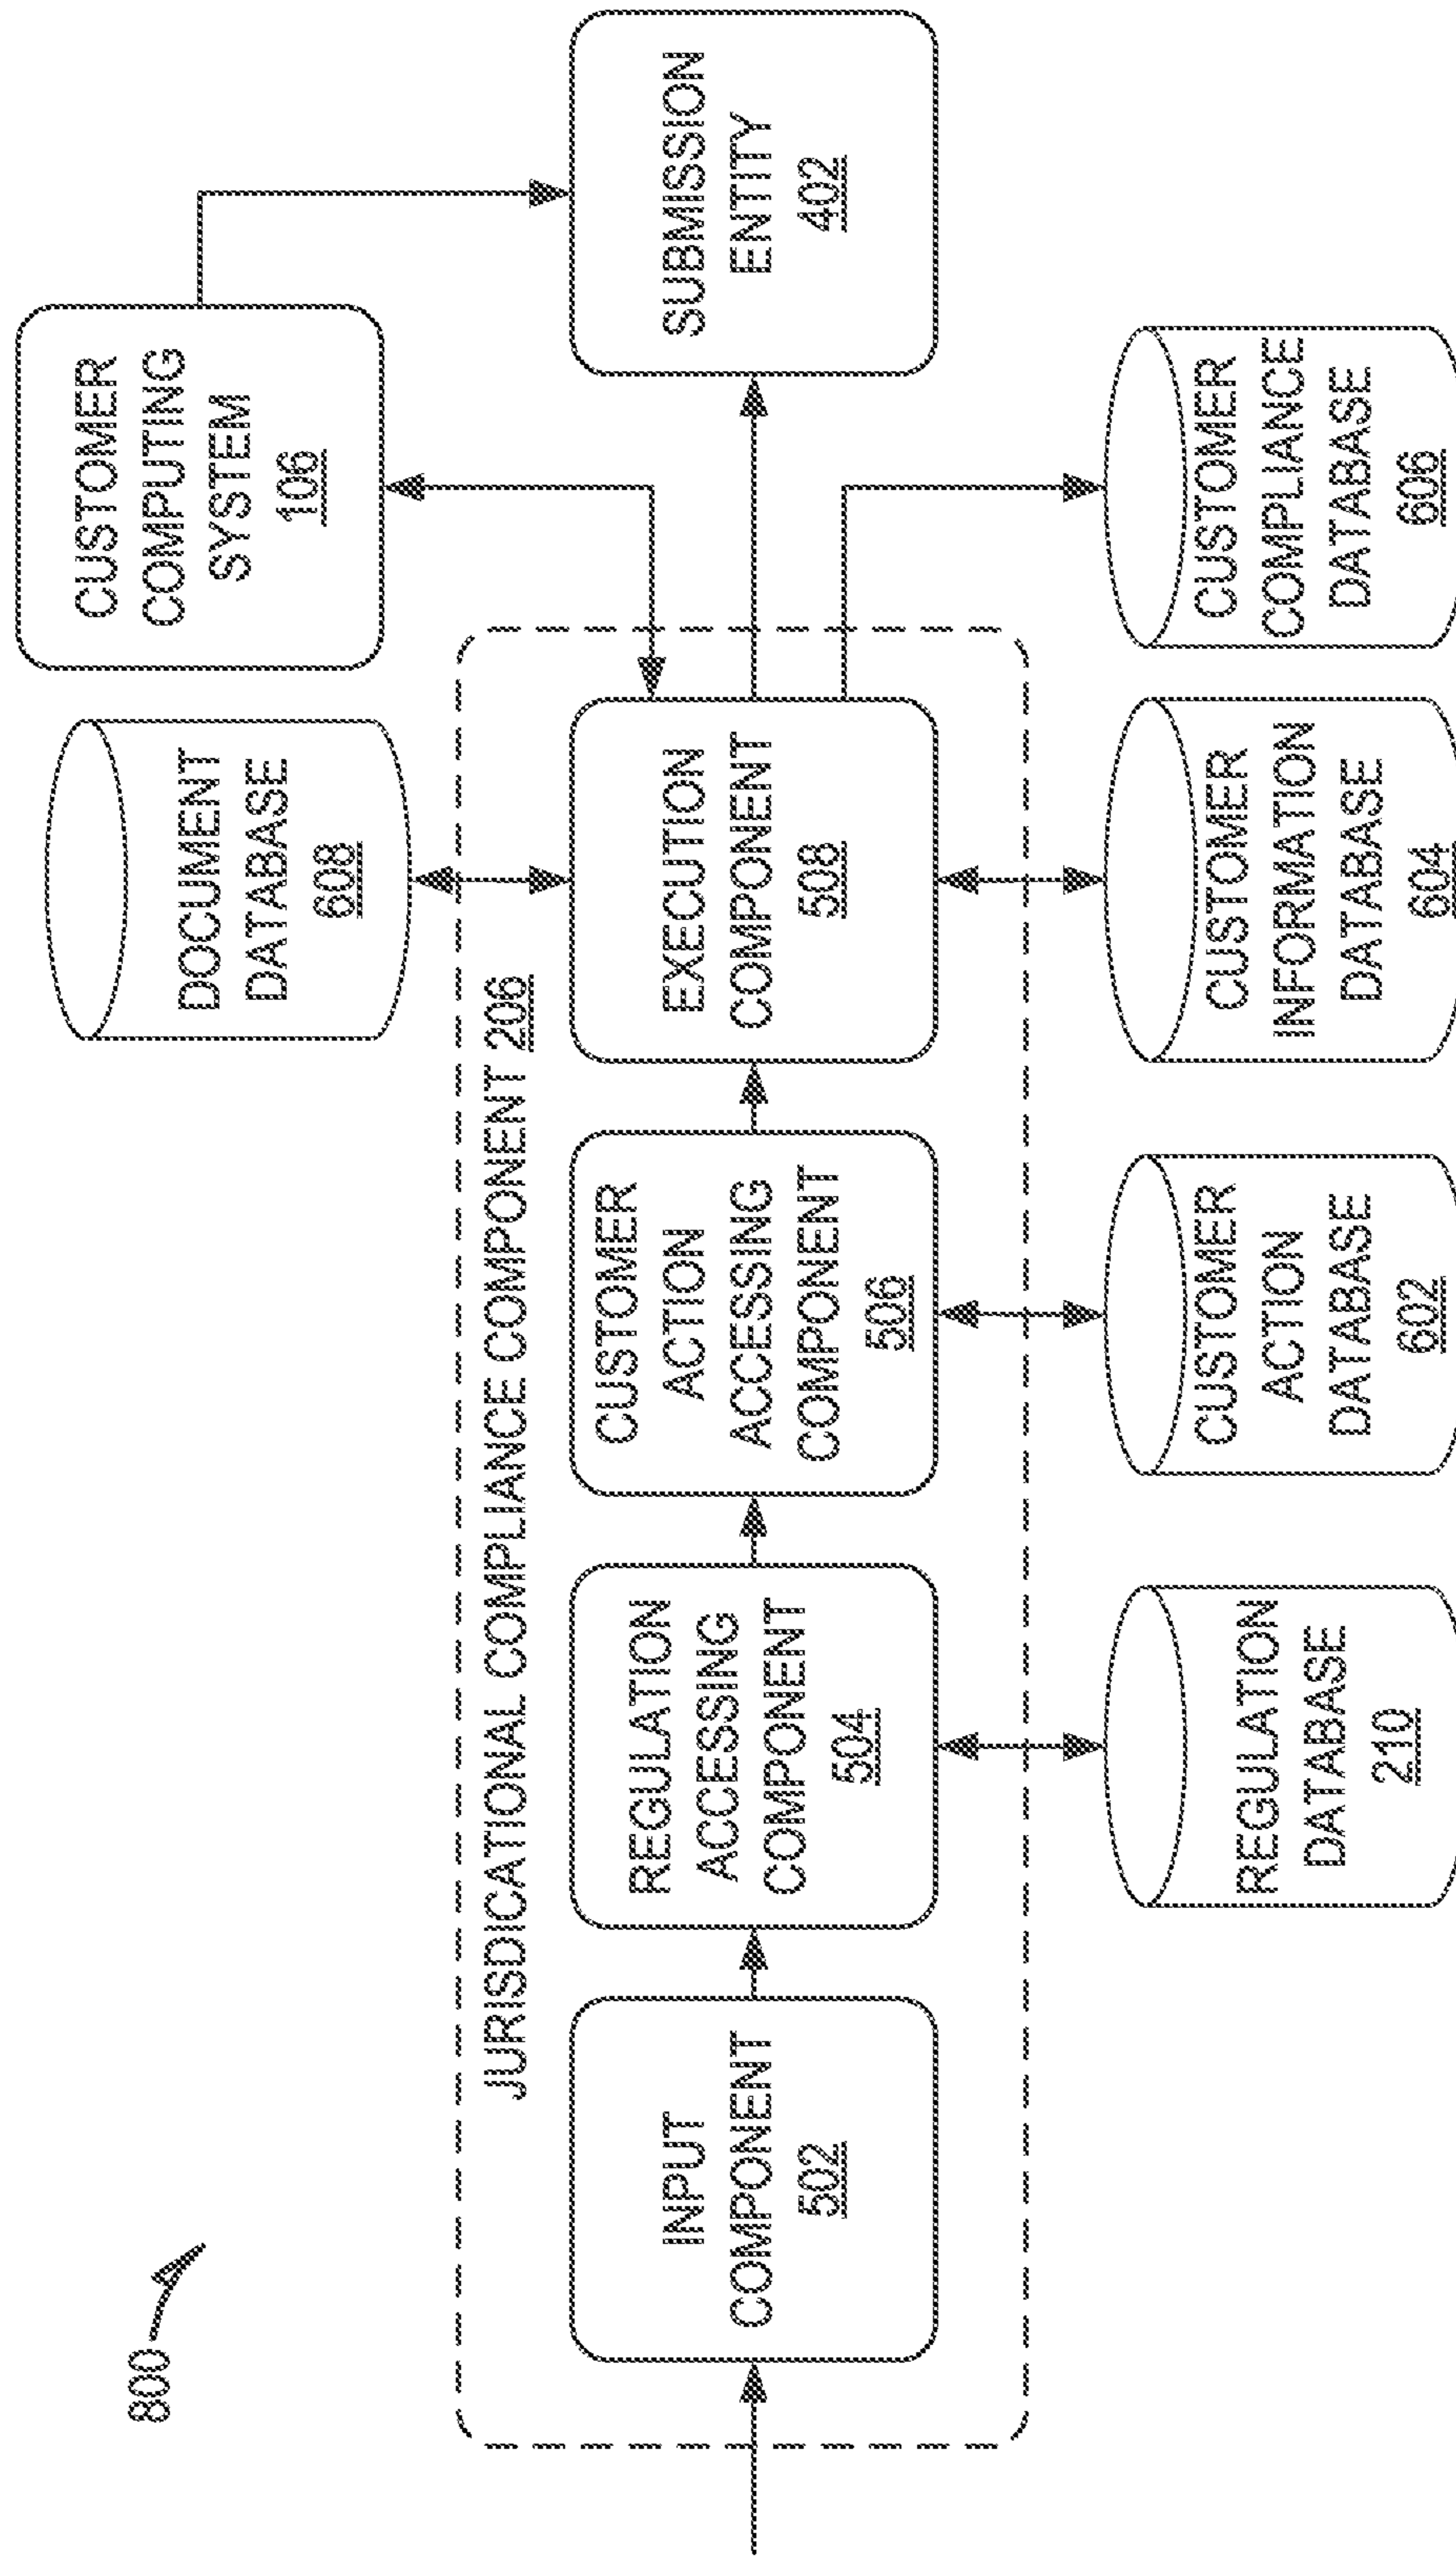 800
DOCUMENT
DATABASE
608
CUSTOMER
COMPUTING
SYSTEM
106
JURISDICATIONAL COMPLIANCE COMPONENT 206
INPUT
COMPONENT
502
REGULATION
ACCESSING
COMPONENT
504
CUSTOMER
ACTION
ACCESSING
COMPONENT
506
EXECUTION
COMPONENT
508
SUBMISSION
ENTITY
402
REGULATION
DATABASE
210
CUSTOMER
ACTION
DATABASE
602
CUSTOMER
INFORMATION
DATABASE
604
CUSTOMER
COMPLIANCE
DATABASE
606